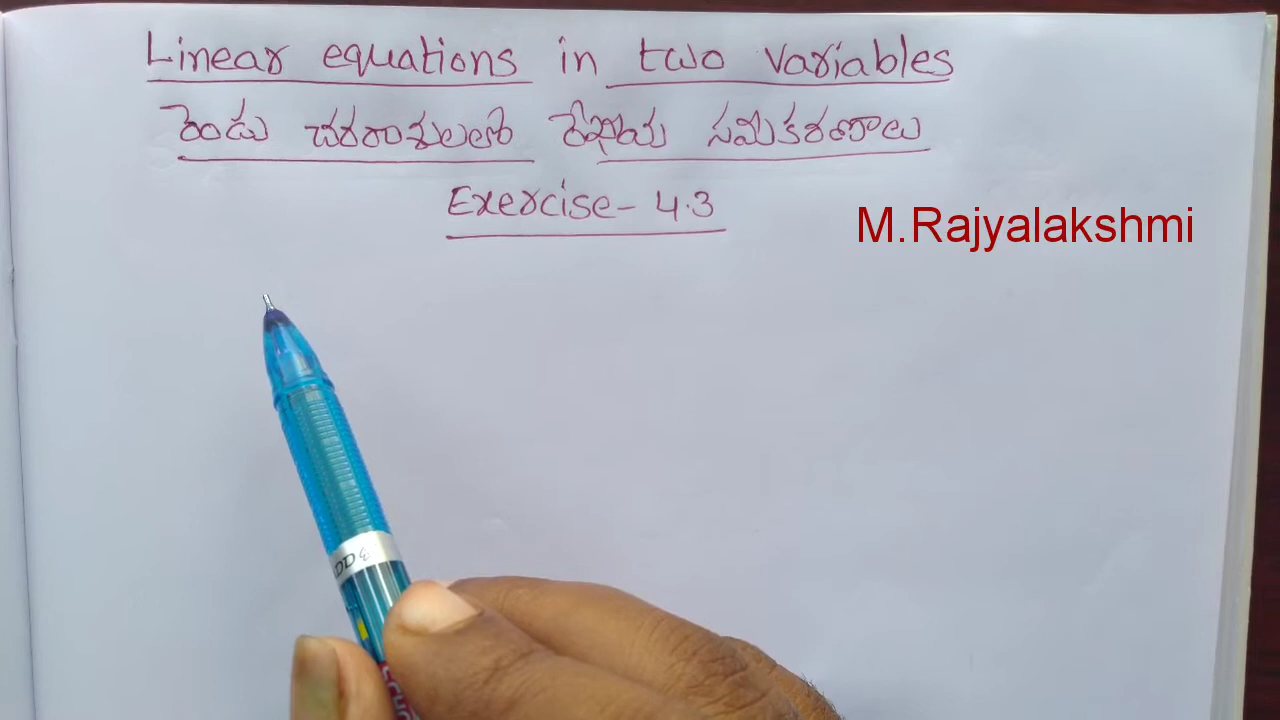 Linear equations in two variables
రెండు చరరాశులలో రేఖీయ సమీకరణాలు
Exercise - 4.3
M.Rajyalakshmi